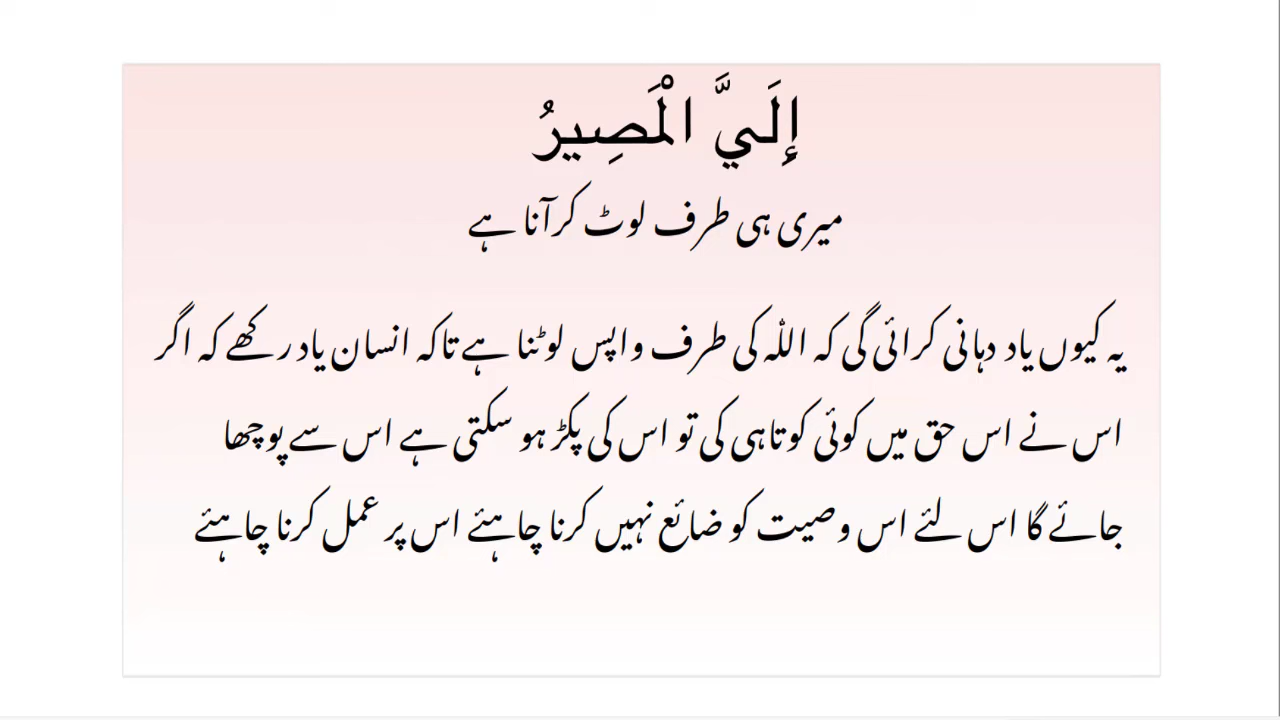 إِلَيَّ الْمَصِيرُ
میری ہی طرف لوٹ کر آنا ہے
یہ کیوں یاد دہانی کرائی گی کہ اللہ کی طرف واپس لوٹنا ہے تاکہ انسان یاد رکھے کہ اگر
اس نے اس حق میں کوئی کوتاہی کی تو اس کی پکڑ ہو سکتی ہے اس سے پوچھا
جائے گا اس لئے اس وصیت کو ضائع نہیں کرنا چاہئے اس پر عمل کرنا چاہئے